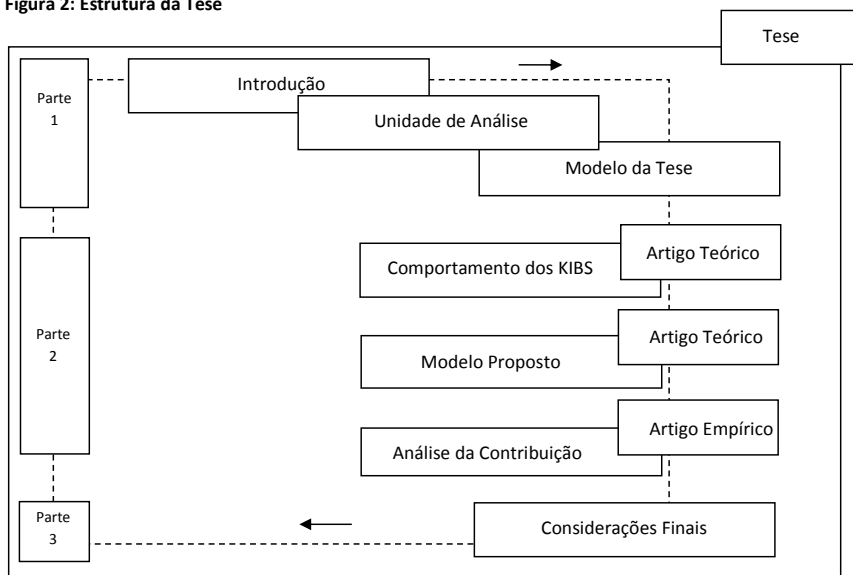 Figura 2: Estrutura da Tese
Tese
Parte
1
Introdução
Unidade de Análise
Modelo da Tese
Parte
2
Artigo Teórico
Comportamento dos KIBS
Artigo Teórico
Modelo Proposto
Artigo Empírico
Análise da Contribuição
Parte
3
Considerações Finais